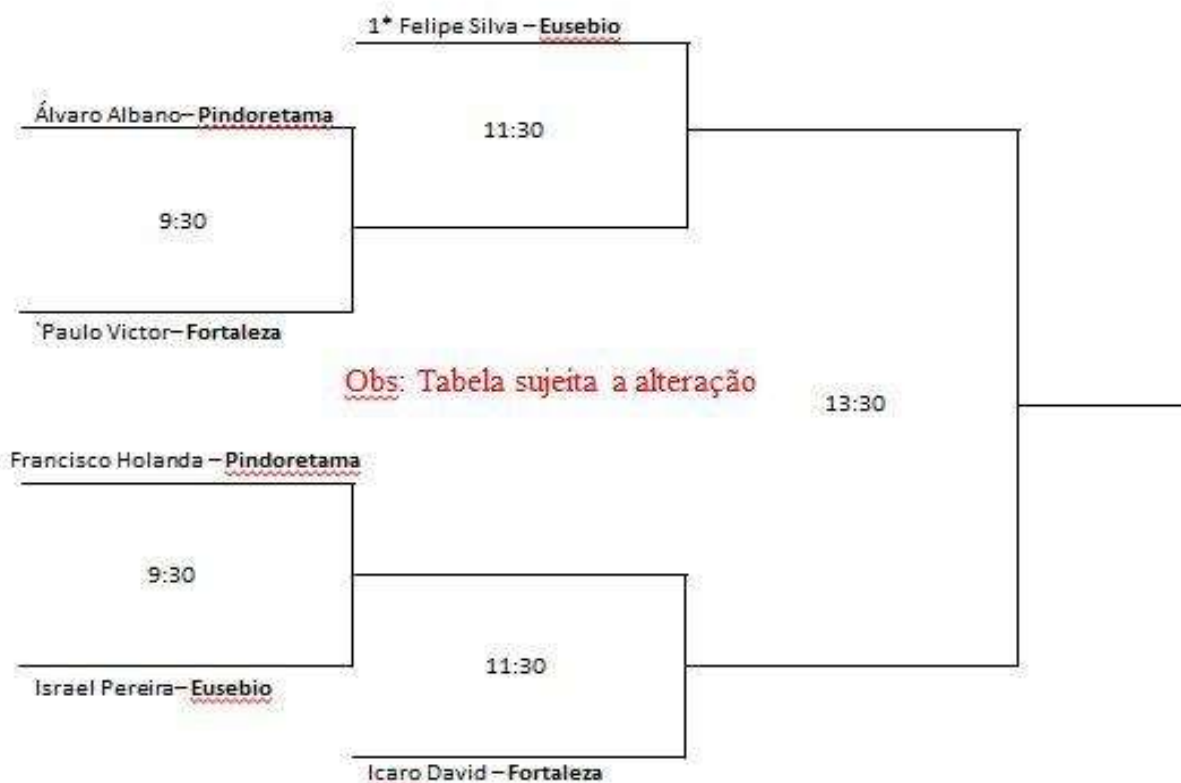 1* Felipe Silva – Eusebio
Álvaro Albano– Pindoretama
11:30
9:30
`Paulo Victor– Fortaleza
Obs: Tabela sujeita a alteração
13:30
Francisco Holanda – Pindoretama
9:30
11:30
Israel Pereira– Eusebio
Icaro David – Fortaleza